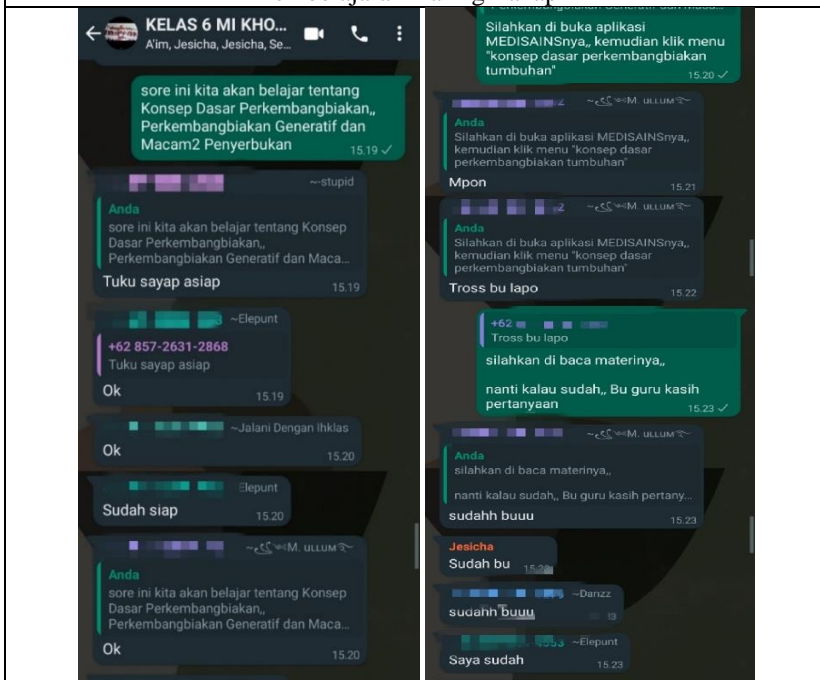 KELAS 6 MI KHO...
A'im, Jesicha, Jesicha, Se...
sore ini kita akan belajar tentang
Konsep Dasar Perkembangbiakan,,
Perkembangbiakan Generatif dan
Macam2 Penyerbukan
15.19
~-stupid
Anda
sore ini kita akan belajar tentang Konsep
Dasar Perkembangbiakan,,
Perkembangbiakan Generatif dan Maca...
Tuku sayap asiap
15.19
~Elepunt
+62 857-2631-2868
Tuku sayap asiap
Ok
15.19
~Jalani Dengan Ihklas
Ok
15.20
Elepunt
Sudah siap
15.20
M. ULLUM
Anda
sore ini kita akan belajar tentang Konsep
Dasar Perkembangbiakan,,
Perkembangbiakan Generatif dan Maca...
Ok
15.20
Silahkan di buka aplikasi
MEDISAINSnya,, kemudian klik menu
"konsep dasar perkembangbiakan
tumbuhan"
15.20
M. ULLUM
Anda
Silahkan di buka aplikasi MEDISAINSnya,,
kemudian klik menu "konsep dasar
perkembangbiakan tumbuhan"
Mpon
15.21
M. ULLUM
Anda
Silahkan di buka aplikasi MEDISAINSnya,,
kemudian klik menu "konsep dasar
perkembangbiakan tumbuhan"
Tross bu lapo
15.22
+62
Tross bu lapo
silahkan di baca materinya,,
nanti kalau sudah,, Bu guru kasih
pertanyaan
15.23
M. ULLUM
Anda
silahkan di baca materinya,,
nanti kalau sudah,, Bu guru kasih pertany...
sudahh buuu
15.23
Jesicha
Sudah bu
~Danzz
sudahh buuu
~Elepunt
Saya sudah
15.23